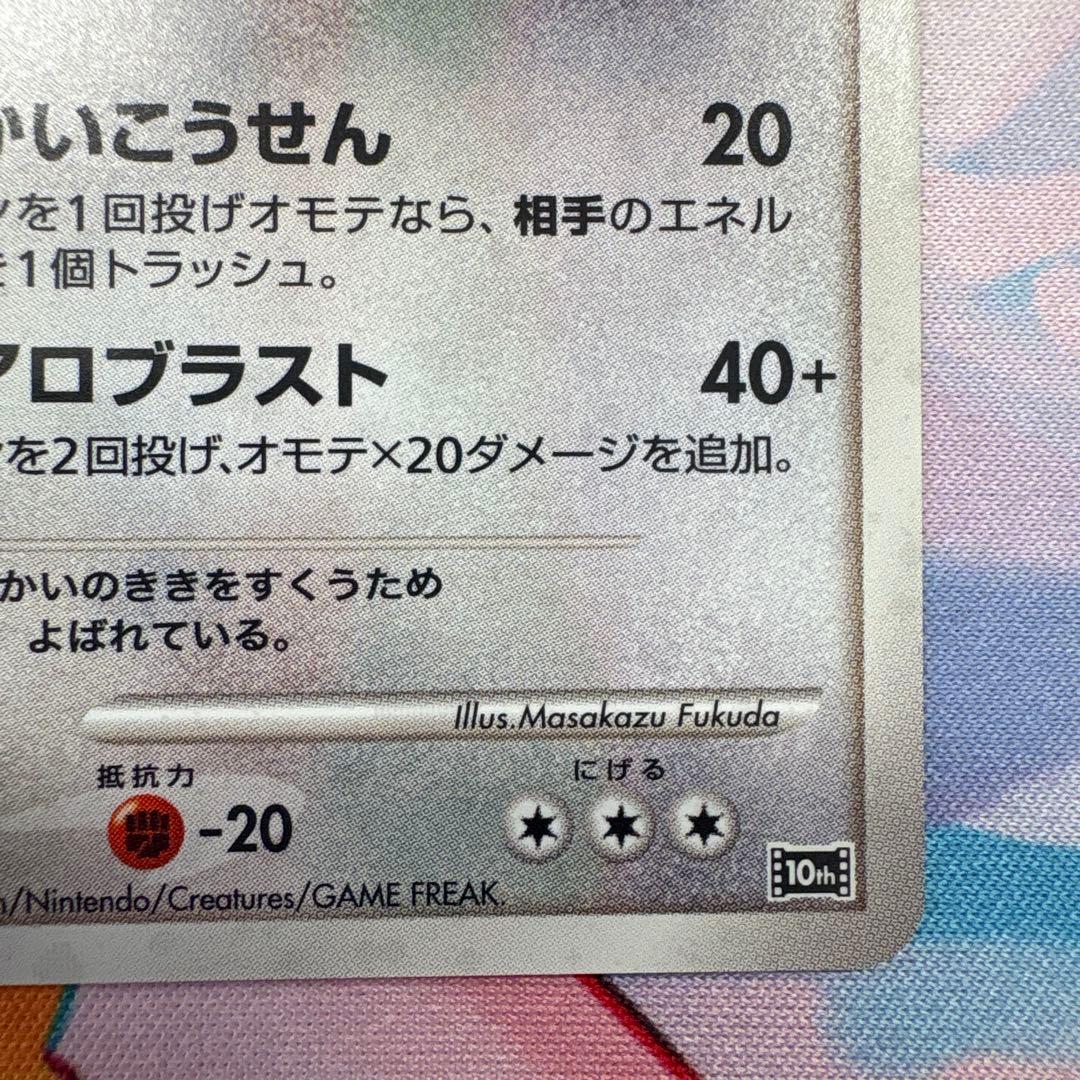 かいこうせん 20
ンを1回投げオモテなら、相手のエネル
を1個トラッシュ。
アロブラスト 40+
を2回投げ、オモテ×20ダメージを追加。
かいのききをすくうため
よばれている。
Illus.Masakazu Fukuda
抵抗力 にげる
-20
10th
/Nintendo/Creatures/GAME FREAK.